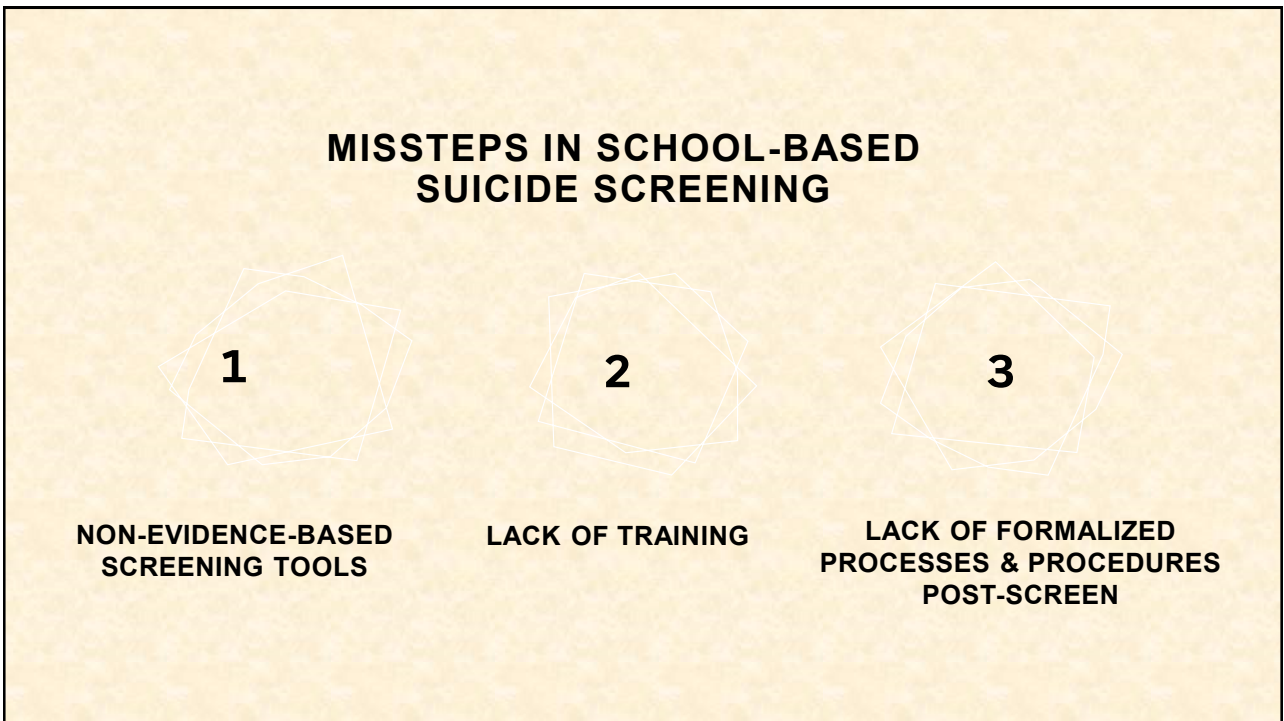 MISSTEPS IN SCHOOL-BASED
SUICIDE SCREENING
1
2
3
NON-EVIDENCE-BASED
SCREENING TOOLS
LACK OF TRAINING
LACK OF FORMALIZED
PROCESSES & PROCEDURES
POST-SCREEN